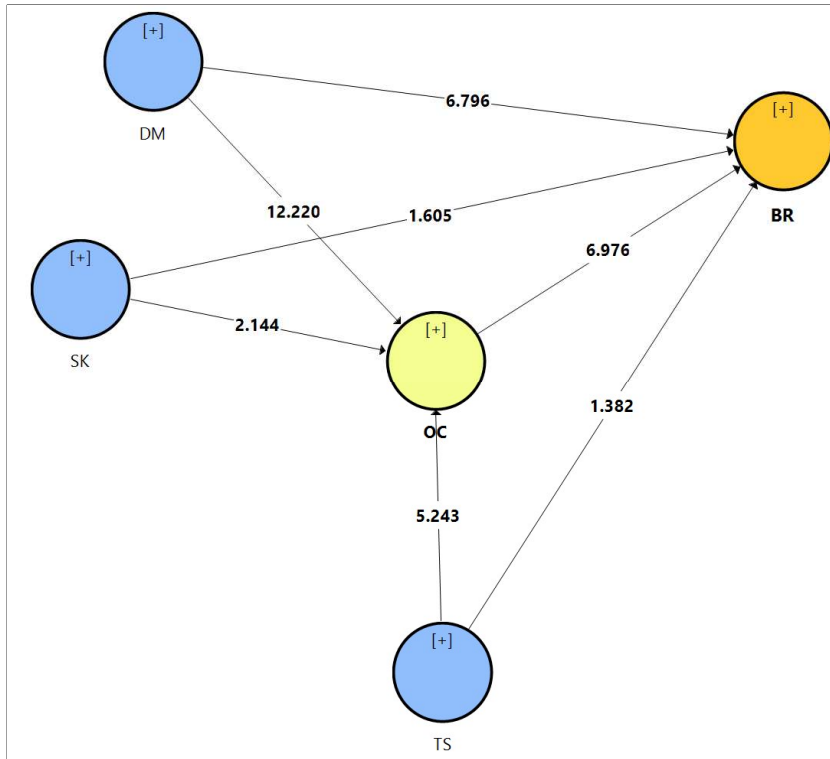 [+]
DM
6.796
[+]
BR
12.220
1.605
[+]
SK
2.144
6.976
[+]
OC
1.382
5.243
[+]
TS